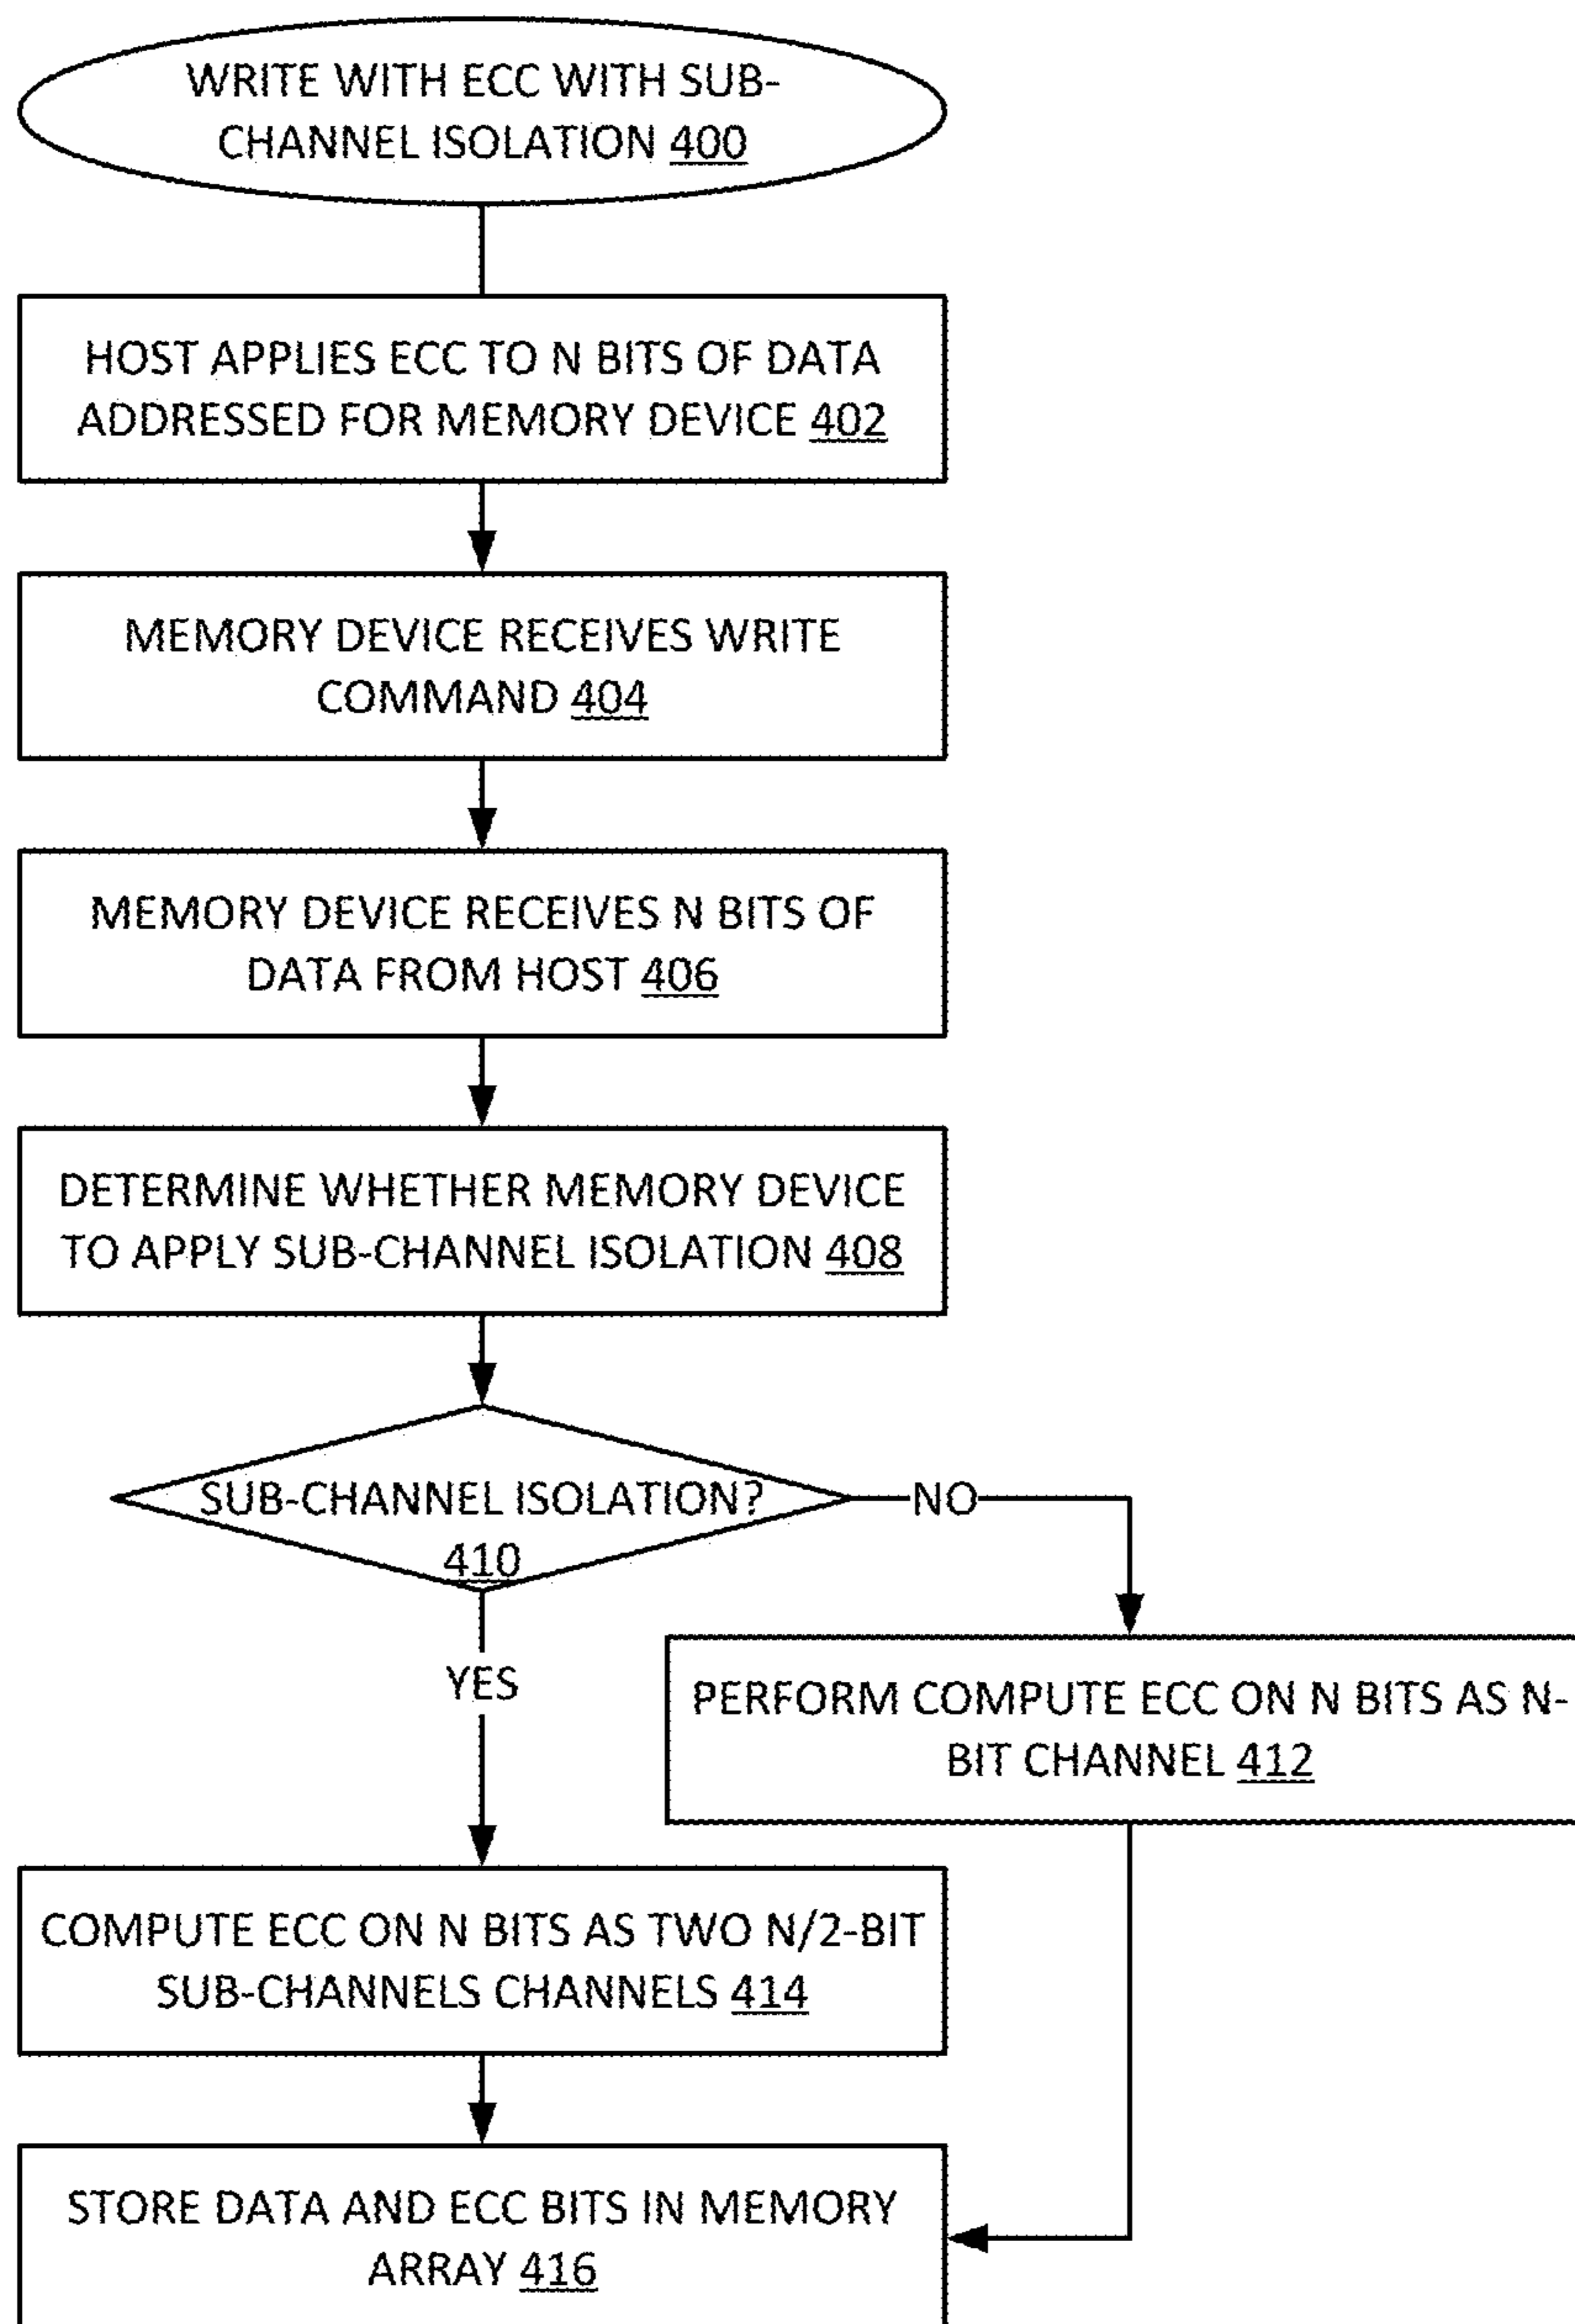 WRITE WITH ECC WITH SUB-
CHANNEL ISOLATION 400
HOST APPLIES ECC TO N BITS OF DATA
ADDRESSED FOR MEMORY DEVICE 402
MEMORY DEVICE RECEIVES WRITE
COMMAND 404
MEMORY DEVICE RECEIVES N BITS OF
DATA FROM HOST 406
DETERMINE WHETHER MEMORY DEVICE
TO APPLY SUB-CHANNEL ISOLATION 408
SUB-CHANNEL ISOLATION?
410
NO
YES
PERFORM COMPUTE ECC ON N BITS AS N-
BIT CHANNEL 412
COMPUTE ECC ON N BITS AS TWO N/2-BIT
SUB-CHANNELS CHANNELS 414
STORE DATA AND ECC BITS IN MEMORY
ARRAY 416